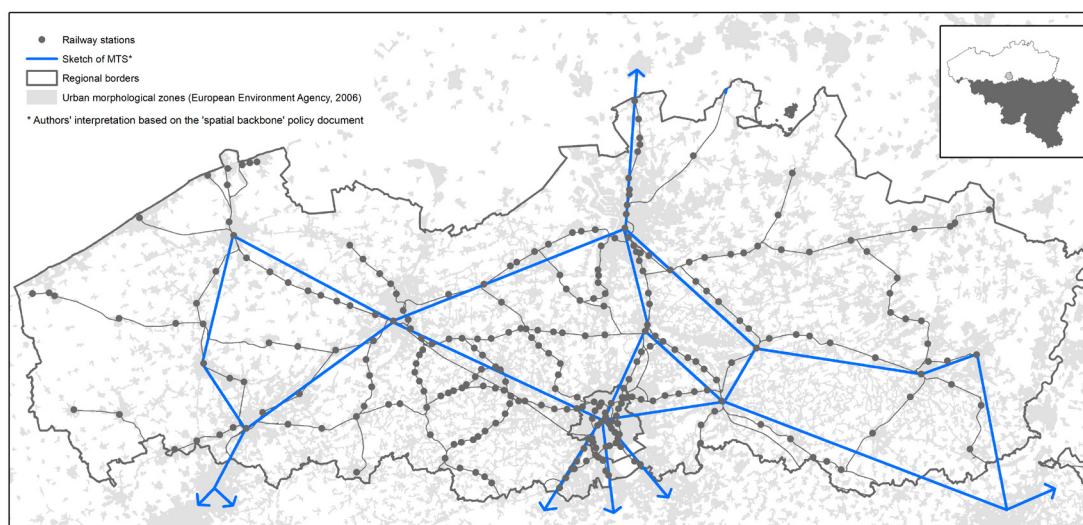 Railway stations
Sketch of MTS*
Regional borders
Urban morphological zones (European Environment Agency, 2006)
* Authors' interpretation based on the 'spatial backbone' policy document